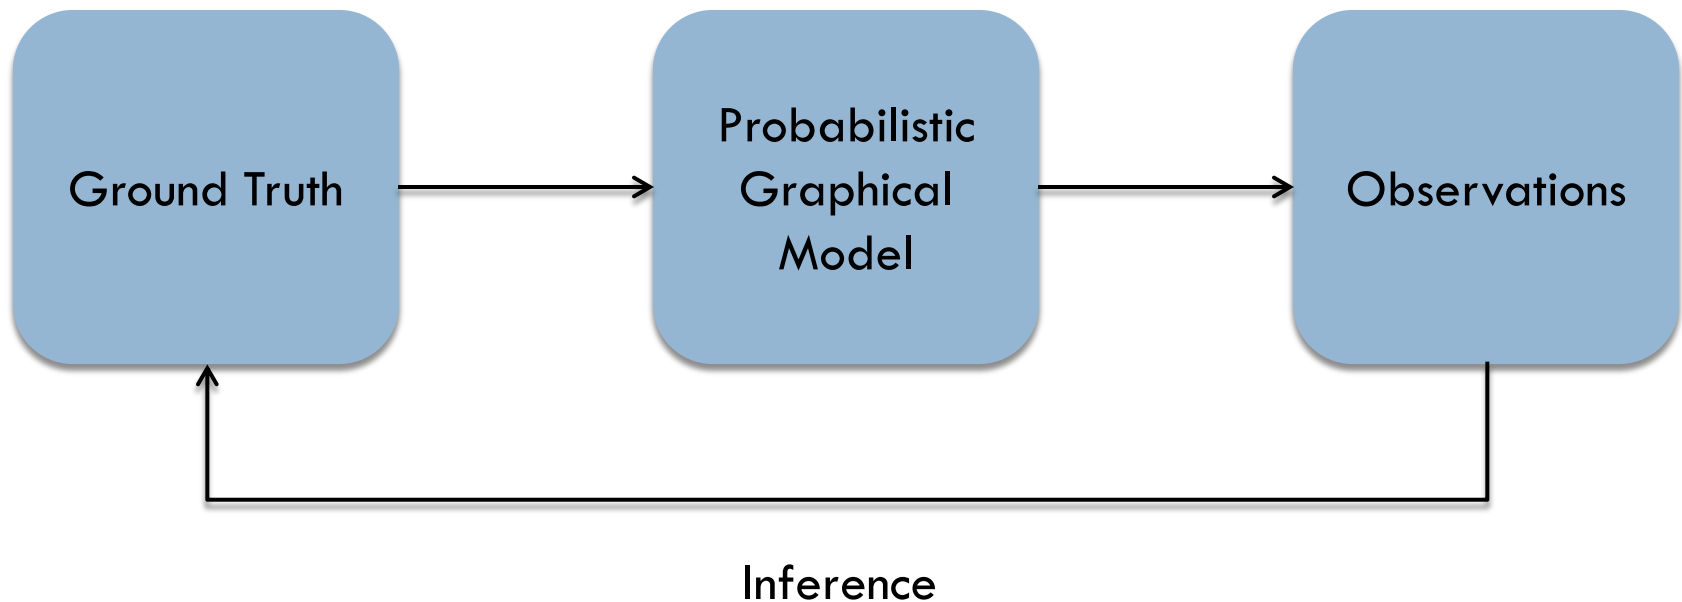 Ground Truth
Probabilistic
Graphical
Model
Observations
Inference